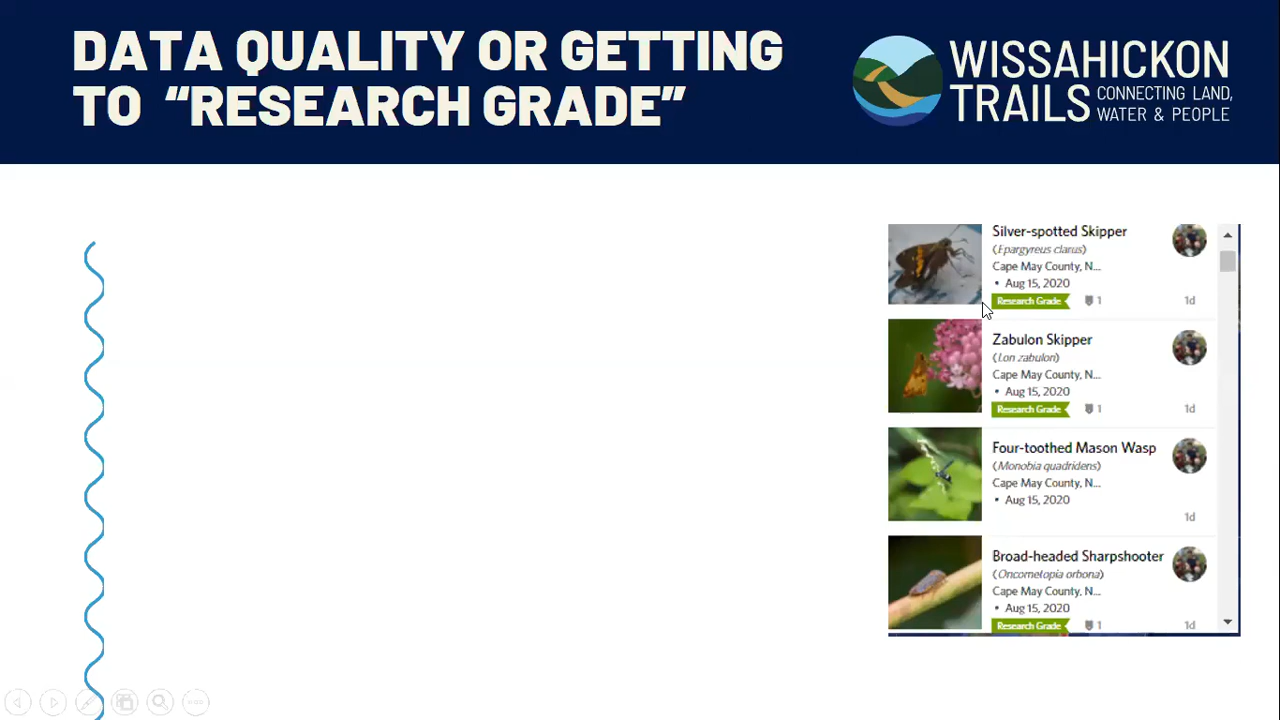 DATA QUALITY OR GETTING
TO “RESEARCH GRADE”
WISSAHICKON
TRAILS CONNECTING LAND,
WATER & PEOPLE
Silver-spotted Skipper
(Epargyreus clarus)
Cape May County, N...
• Aug 15, 2020
Research Grade 1 1d
Zabulon Skipper
(Lon zabulon)
Cape May County, N...
• Aug 15, 2020
Research Grade 1 1d
Four-toothed Mason Wasp
(Monobia quadridens)
Cape May County, N...
• Aug 15, 2020
1d
Broad-headed Sharpshooter
(Oncometopia orbona)
Cape May County, N...
• Aug 15, 2020
Research Grade 1 1d